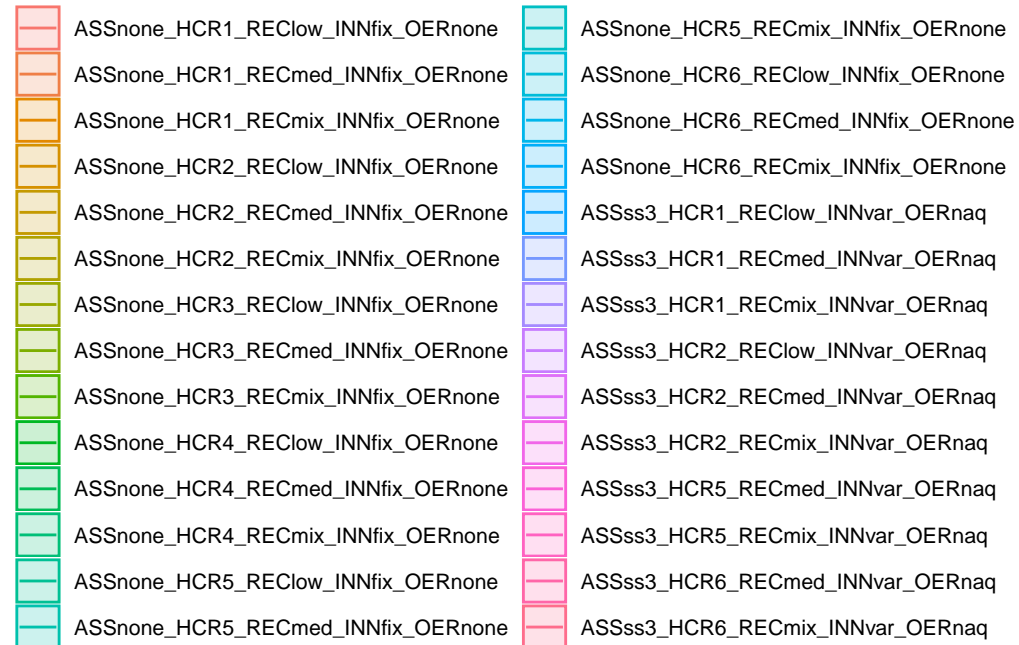 ASSnone_HCR1_REClow_INNfix_OERnone
ASSnone_HCR1_RECmed_INNfix_OERnone
ASSnone_HCR1_RECmix_INNfix_OERnone
ASSnone_HCR2_REClow_INNfix_OERnone
ASSnone_HCR2_RECmed_INNfix_OERnone
ASSnone_HCR2_RECmix_INNfix_OERnone
ASSnone_HCR3_REClow_INNfix_OERnone
ASSnone_HCR3_RECmed_INNfix_OERnone
ASSnone_HCR3_RECmix_INNfix_OERnone
ASSnone_HCR4_REClow_INNfix_OERnone
ASSnone_HCR4_RECmed_INNfix_OERnone
ASSnone_HCR4_RECmix_INNfix_OERnone
ASSnone_HCR5_REClow_INNfix_OERnone
ASSnone_HCR5_RECmed_INNfix_OERnone
ASSnone_HCR5_RECmix_INNfix_OERnone
ASSnone_HCR6_REClow_INNfix_OERnone
ASSnone_HCR6_RECmed_INNfix_OERnone
ASSnone_HCR6_RECmix_INNfix_OERnone
ASSss3_HCR1_REClow_INNvar_OERnaq
ASSss3_HCR1_RECmed_INNvar_OERnaq
ASSss3_HCR1_RECmix_INNvar_OERnaq
ASSss3_HCR2_REClow_INNvar_OERnaq
ASSss3_HCR2_RECmed_INNvar_OERnaq
ASSss3_HCR2_RECmix_INNvar_OERnaq
ASSss3_HCR5_RECmed_INNvar_OERnaq
ASSss3_HCR5_RECmix_INNvar_OERnaq
ASSss3_HCR6_RECmed_INNvar_OERnaq
ASSss3_HCR6_RECmix_INNvar_OERnaq